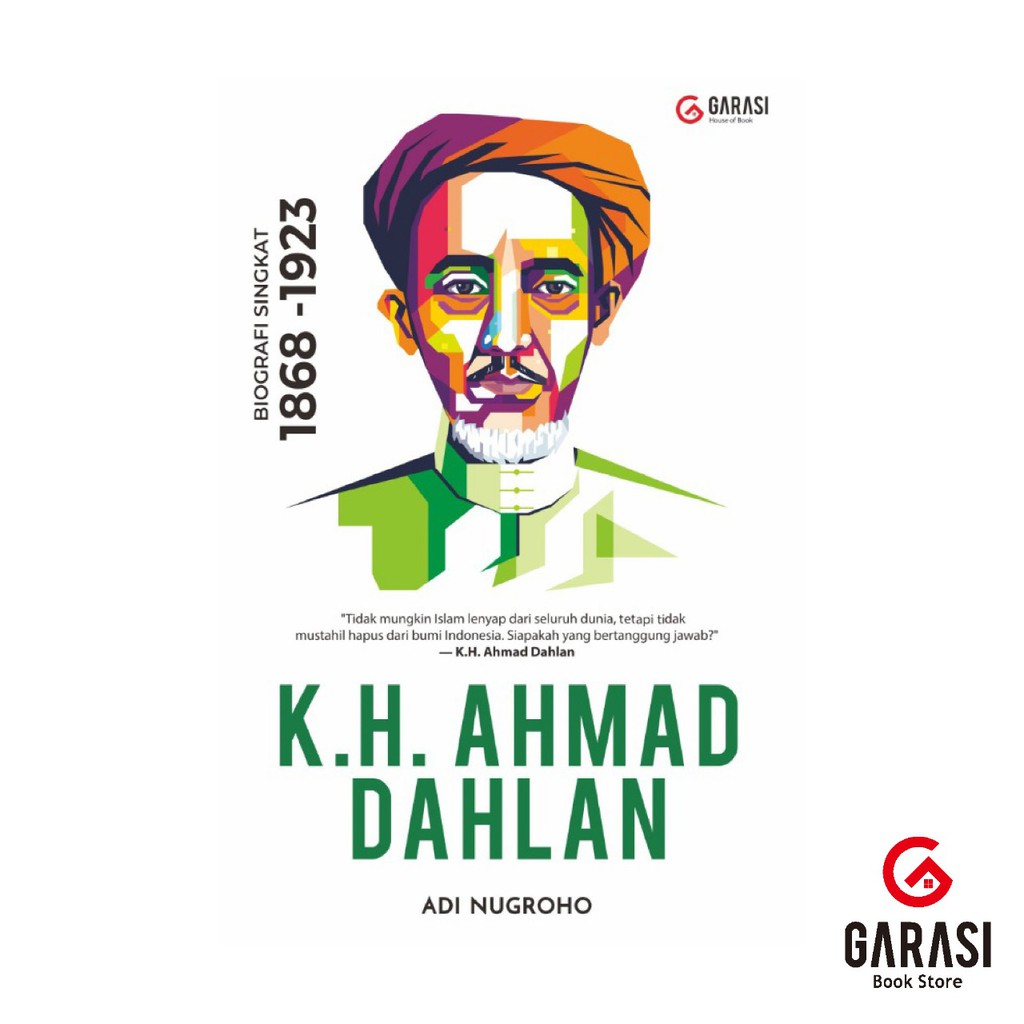 GARASI
House of Book
BIOGRAFI SINGKAT
1868 -1923
"Tidak mungkin Islam lenyap dari seluruh dunia, tetapi tidak
mustahil hapus dari bumi Indonesia. Siapakah yang bertanggung jawab?"
— K.H. Ahmad Dahlan
K.H. AHMAD
DAHLAN
ADI NUGROHO
GARASI
Book Store